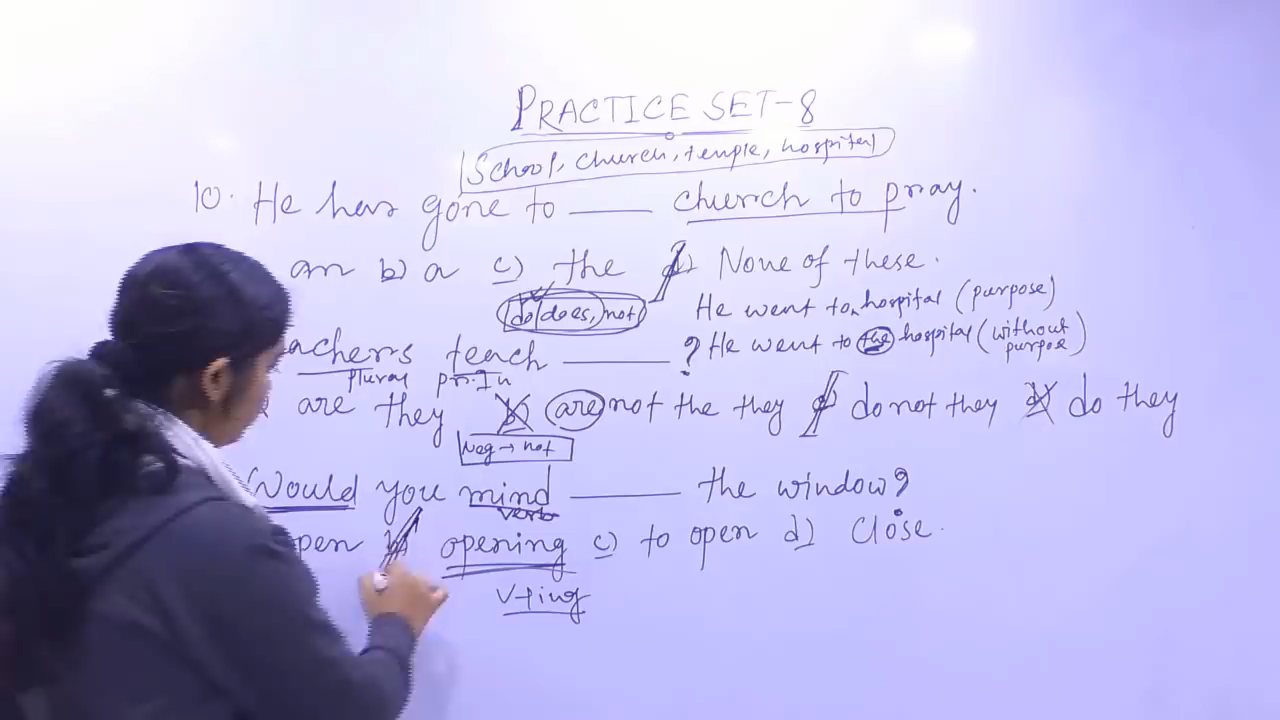 PRACTICE SET-8
School, church, temple, hospital
10. He has gone to ____ church to pray.
an b) a c) the d) None of these.
do/does, not
He went to hospital (purpose)
achers teach ____ ?
He went to the hospital (without purpose)
plural pr. In
are they b) are not the they c) do not they d) do they
Neg → not
Would you mind ____ the window?
verb
pen b) opening c) to open d) Close.
V+ing